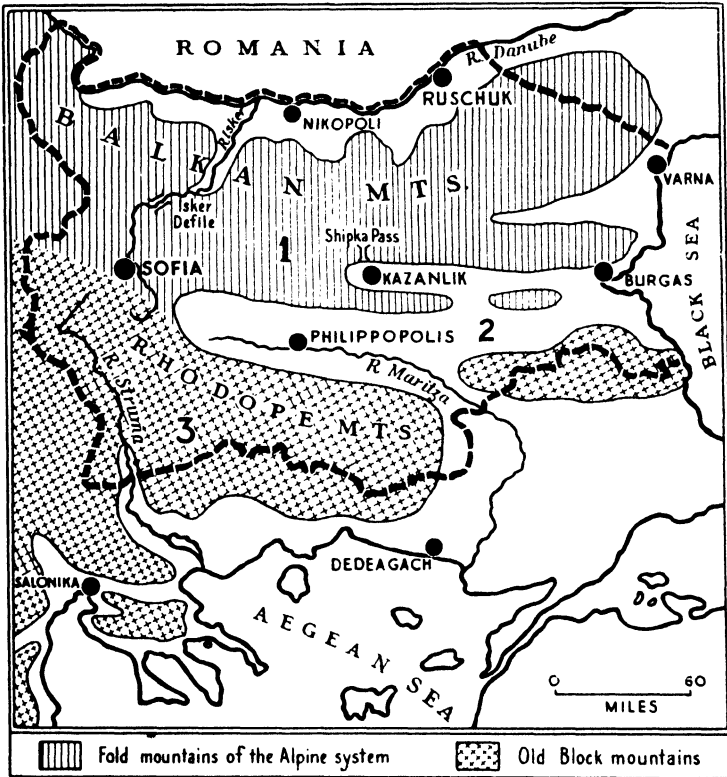 ROMANIA
R. Danube
RUSCHUK
NIKOPOLI
R. Isker
BALKAN MTS.
VARNA
Isker
Defile
1
Shipka Pass
SOFIA
KAZANLIK
BURGAS
BLACK SEA
2
PHILIPPOPOLIS
R. Maritza
R. Struma
RHODOPE MTS
3
DEDEAGACH
SALONIKA
AEGEAN SEA
0 60
MILES
Fold mountains of the Alpine system
Old Block mountains